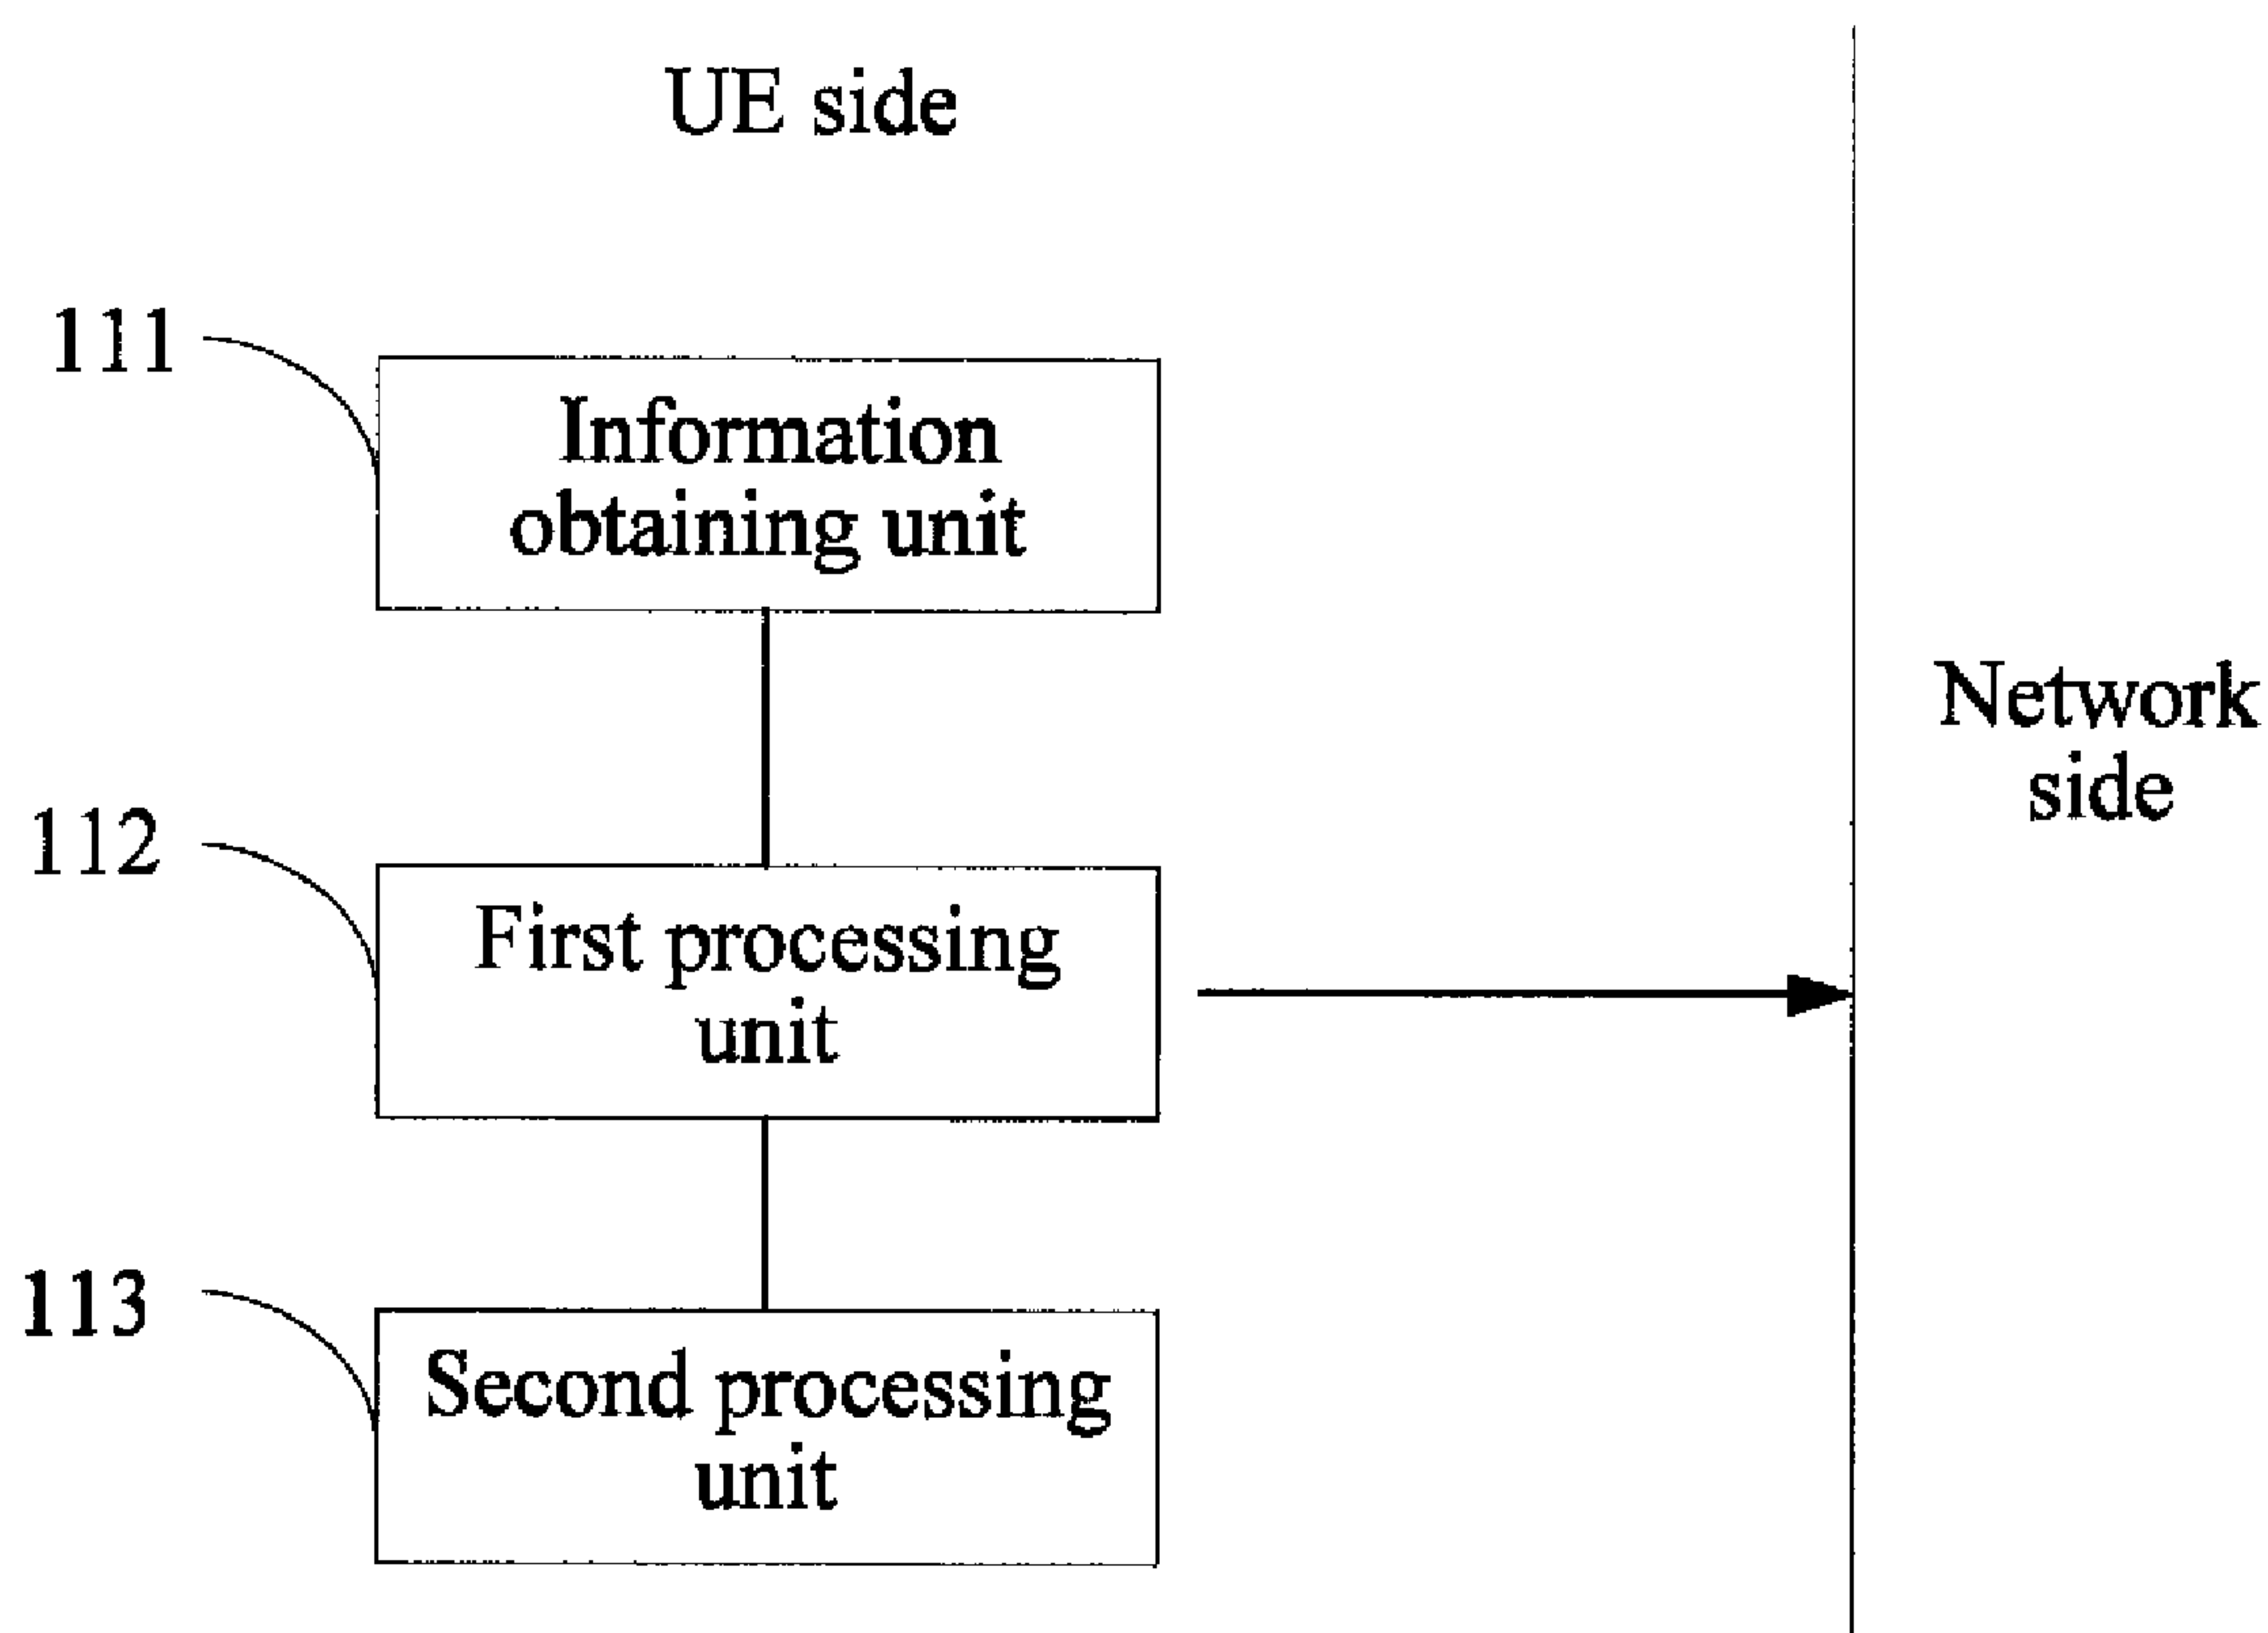 UE side
111
Information
obtaining unit
Network
side
112
First processing
unit
113
Second processing
unit